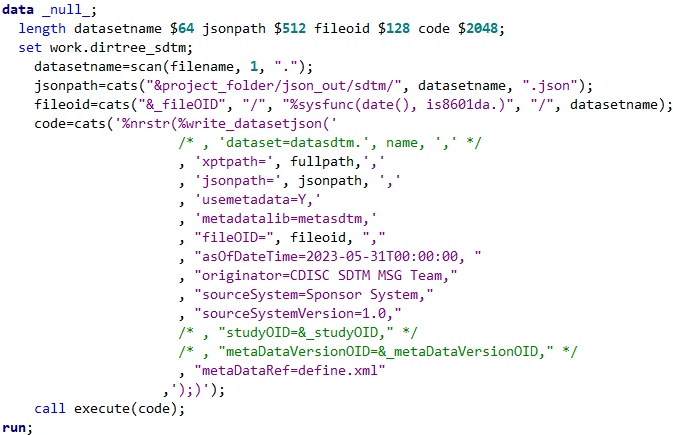 data _null_;
  length datasetname $64 jsonpath $512 fileoid $128 code $2048;
  set work.dirtree_sdtm;
    datasetname=scan(filename, 1, ".");
    jsonpath=cats("&project_folder/json_out/sdtm/", datasetname, ".json");
    fileoid=cats("&_fileOID", "/", "%sysfunc(date(), is8601da.)", "/", datasetname);
    code=cats('%nrstr(%write_datasetjson('
                      /* , 'dataset=datasdtm.', name, ',' */
                      , 'xptpath=', fullpath,','
                      , 'jsonpath=', jsonpath, ','
                      , 'usemetadata=Y,'
                      , 'metadatalib=metasdtm,'
                      , "fileOID=", fileoid, ","
                      , "asOfDateTime=2023-05-31T00:00:00, "
                      , "originator=CDISC SDTM MSG Team,"
                      , "sourceSystem=Sponsor System,"
                      , "sourceSystemVersion=1.0,"
                      /* , "studyOID=&_studyOID," */
                      /* , "metaDataVersionOID=&_metaDataVersionOID," */
                      , "metaDataRef=define.xml"
                    ,');)');
    call execute(code);
run;